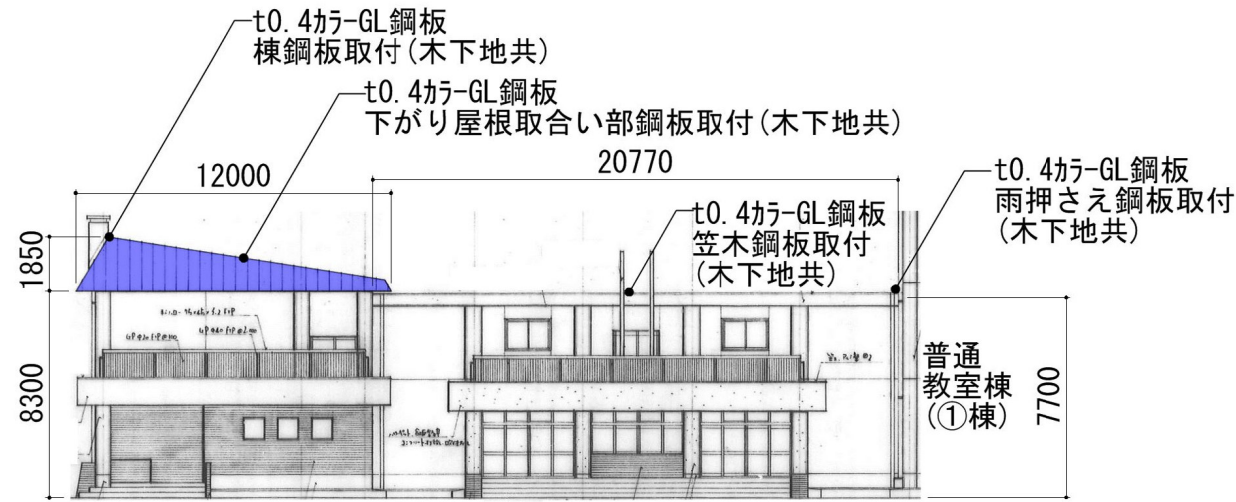 t0.4ｶﾗｰGL鋼板
棟鋼板取付(木下地共)
t0.4ｶﾗｰGL鋼板
下がり屋根取合い部鋼板取付(木下地共)
12000
20770
t0.4ｶﾗｰGL鋼板
雨押さえ鋼板取付
(木下地共)
t0.4ｶﾗｰGL鋼板
笠木鋼板取付
(木下地共)
1850
8300
普通
教室棟
(①棟)
7700